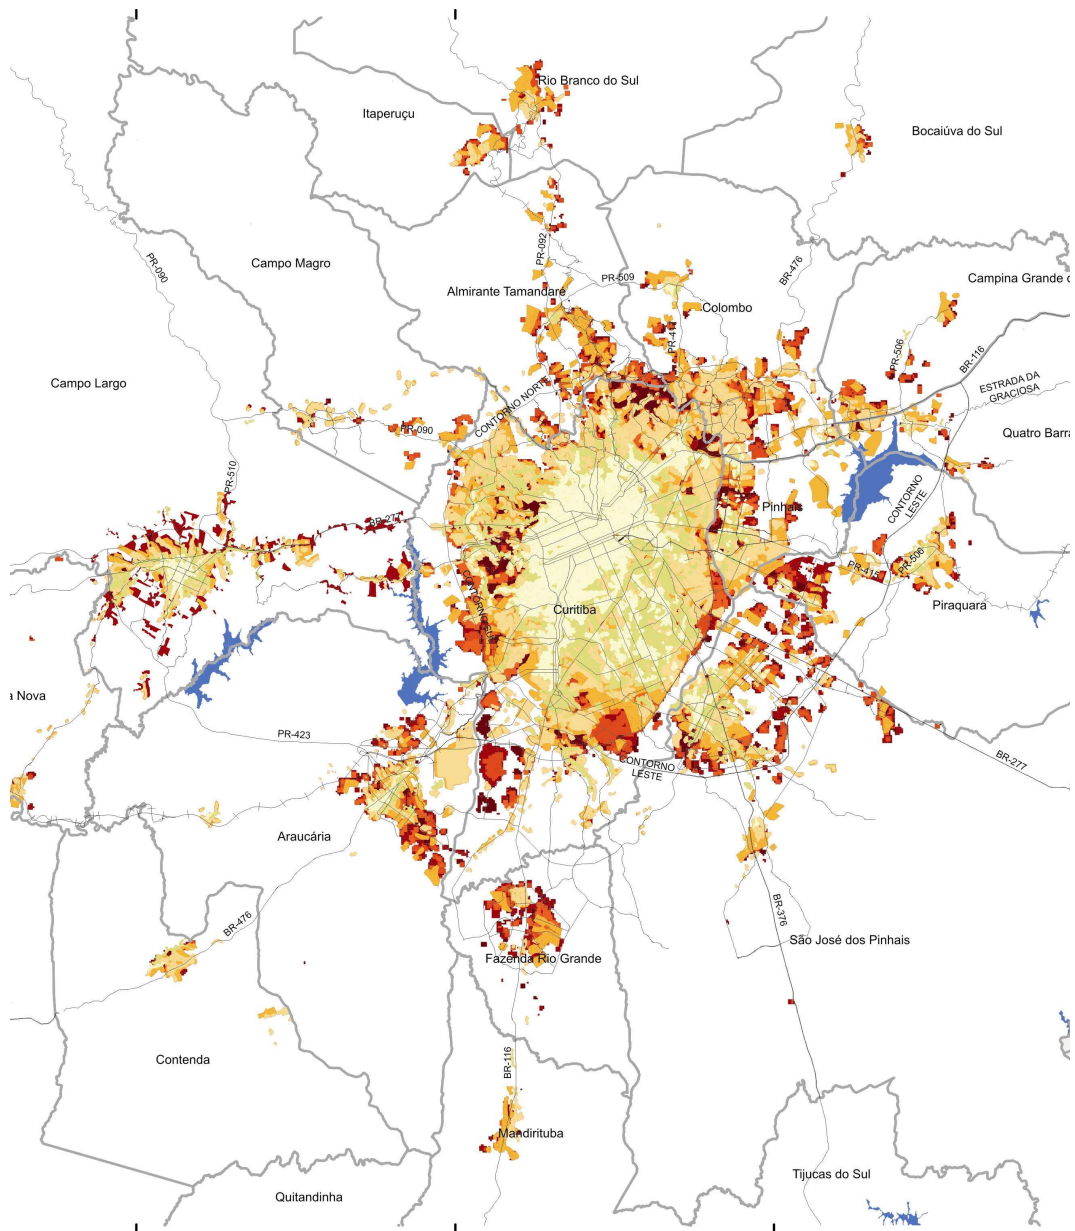 Rio Branco do Sul
Itaperuçu
Bocaiúva do Sul
PR-090
PR-092
PR-476
Campo Magro
PR-509
Campina Grande d
Almirante Tamandaré
Colombo
PR-506
BR-116
Campo Largo
ESTRADA DA
GRACIOSA
CONTORNO NORTE
PR-090
Quatro Barra
PR-510
Pinhais
CONTORNO
LESTE
BR-277
PR-415
PR-506
Curitiba
Piraquara
a Nova
PR-423
CONTORNO
LESTE
BR-277
Araucária
BR-476
BR-376
São José dos Pinhais
Fazenda Rio Grande
Contenda
BR-116
Mandirituba
Tijucas do Sul
Quitandinha